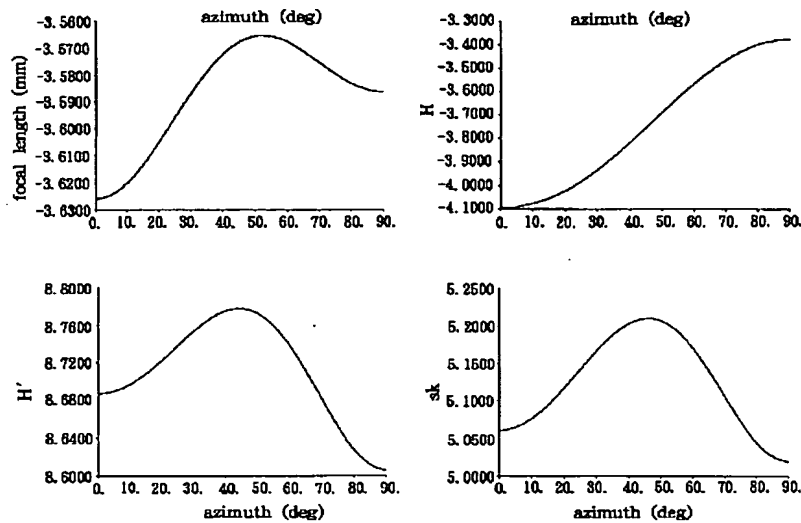 azimuth (deg)
focal length (mm)
-3.5600
-3.5700
-3.5800
-3.5900
-3.6000
-3.6100
-3.6200
-3.6300
0. 10. 20. 30. 40. 50. 60. 70. 80. 90.
azimuth (deg)
H
-3.3000
-3.4000
-3.5000
-3.6000
-3.7000
-3.8000
-3.9000
-4.0000
-4.1000
0. 10. 20. 30. 40. 50. 60. 70. 80. 90.
H'
8.8000
8.7600
8.7200
8.6800
8.6400
8.6000
0. 10. 20. 30. 40. 50. 60. 70. 80. 90.
azimuth (deg)
sk
5.2500
5.2000
5.1500
5.1000
5.0500
5.0000
0. 10. 20. 30. 40. 50. 60. 70. 80. 90.
azimuth (deg)